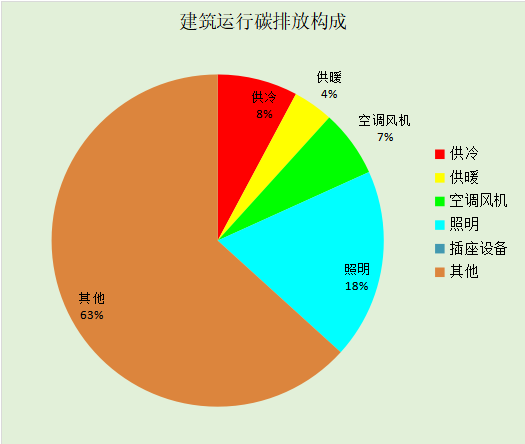 建筑运行碳排放构成
供暖
4%
供冷
8%
空调风机
7%
照明
18%
其他
63%
供冷
供暖
空调风机
照明
插座设备
其他